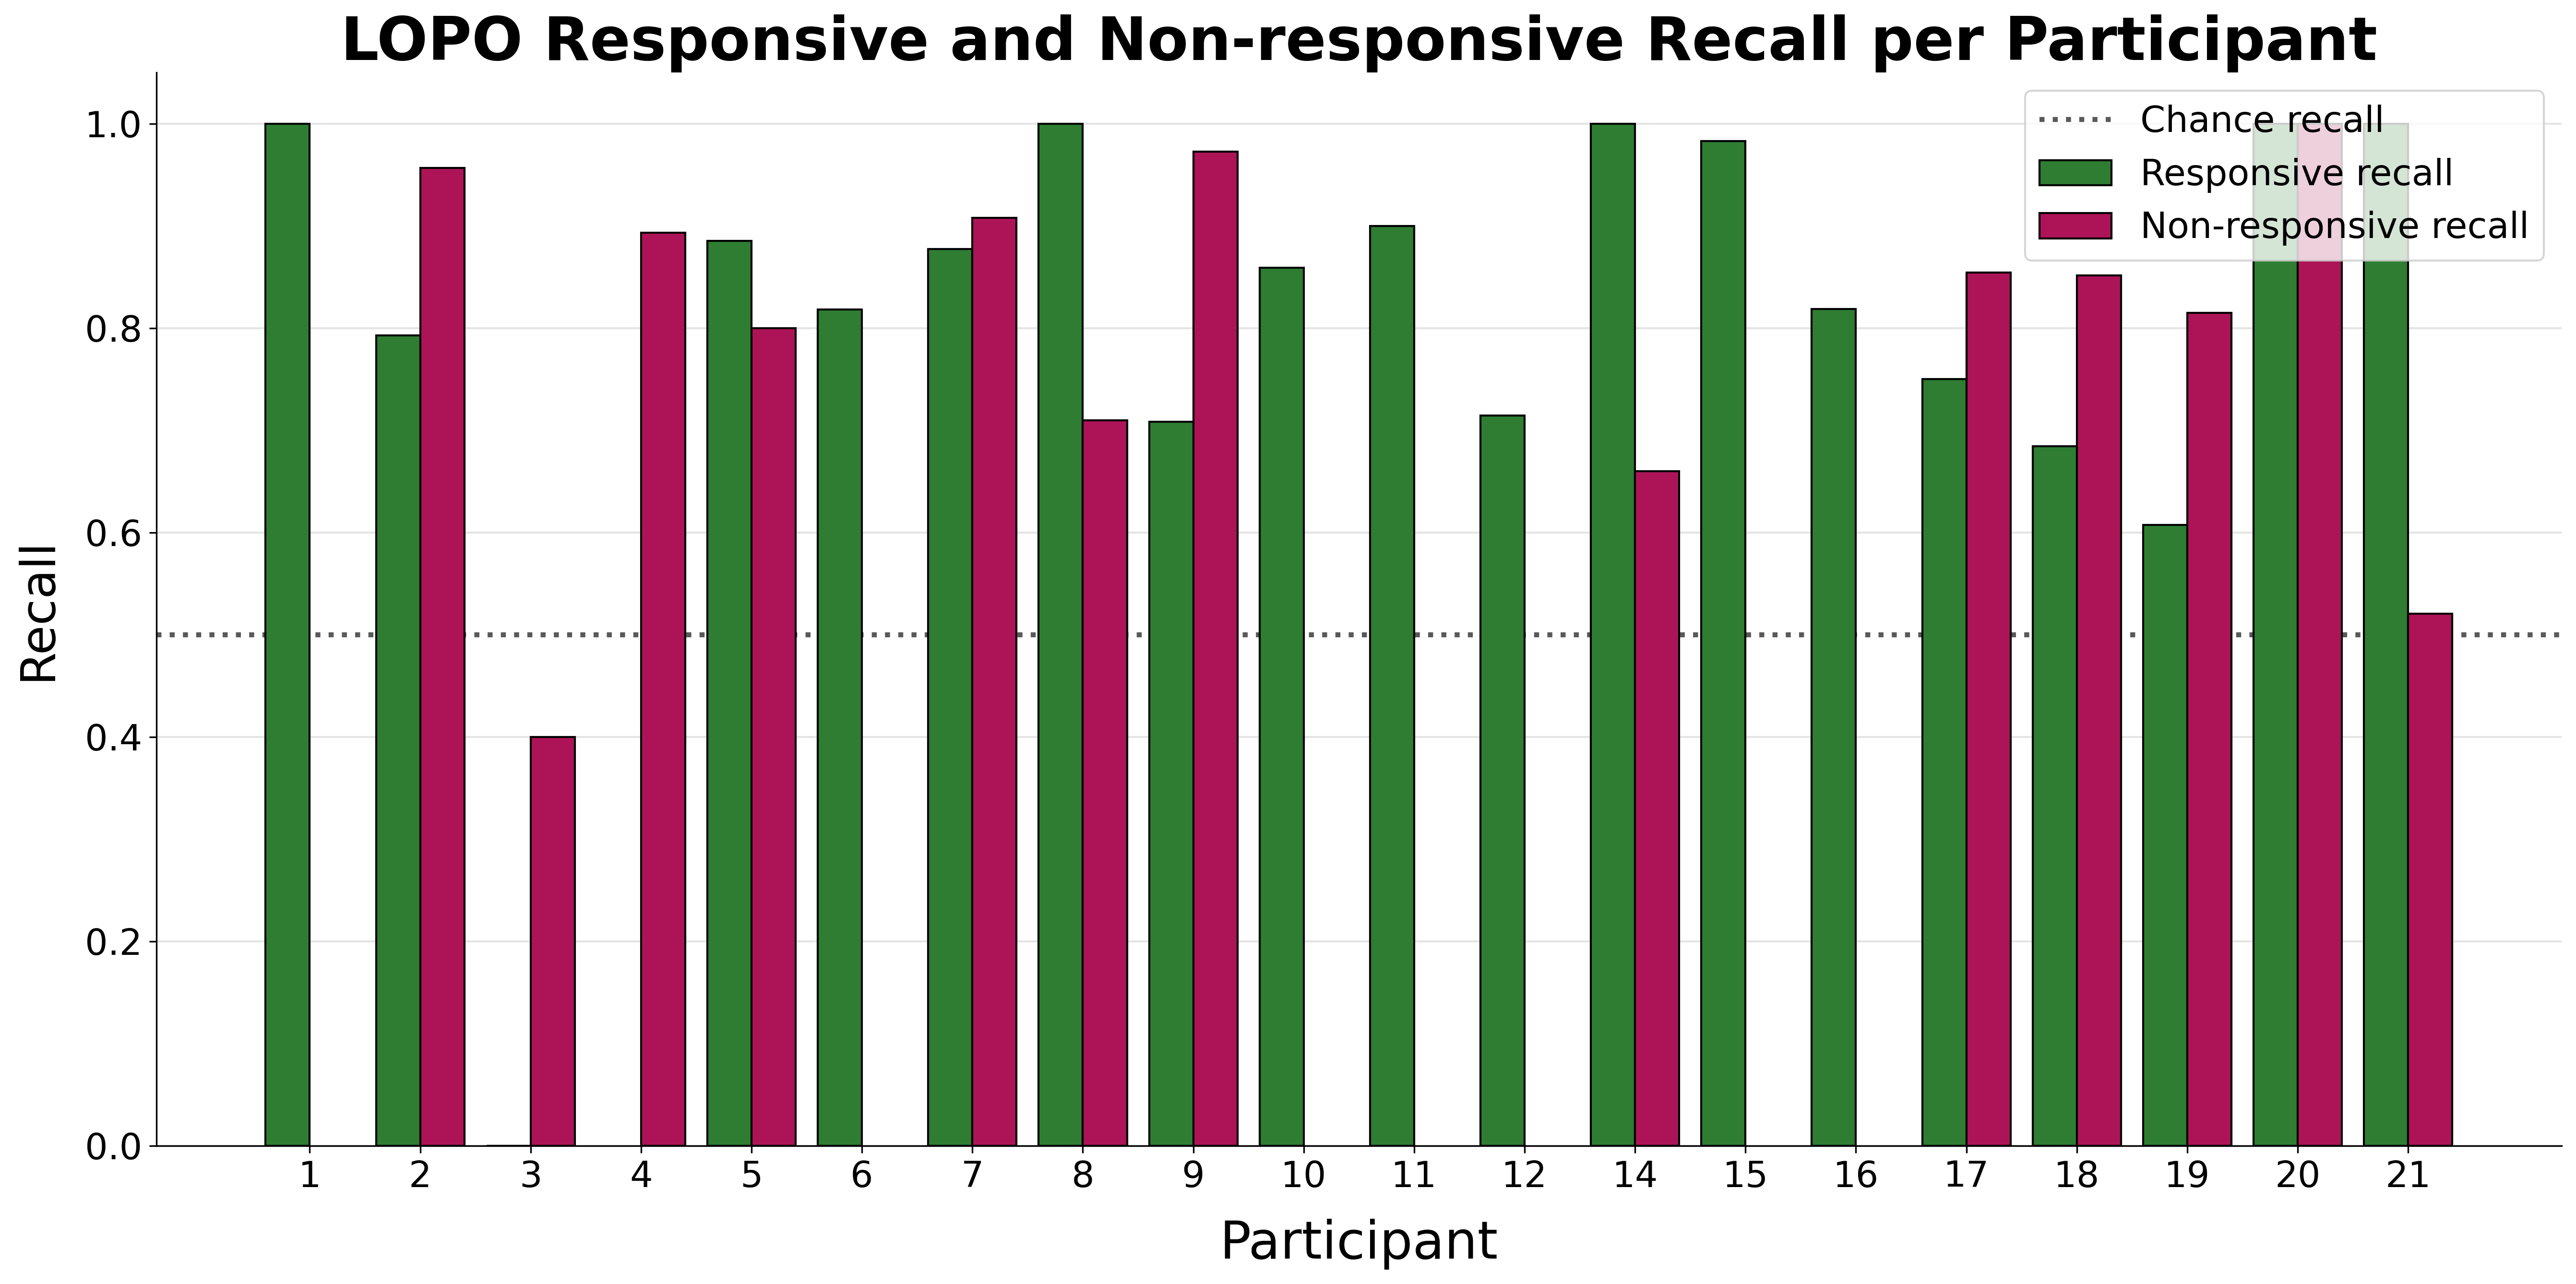 LOPO Responsive and Non-responsive Recall per Participant
1.0
0.8
0.6
0.4
0.2
0.0
Recall
Chance recall
Responsive recall
Non-responsive recall
1 2 3 4 5 6 7 8 9 10 11 12 14 15 16 17 18 19 20 21
Participant